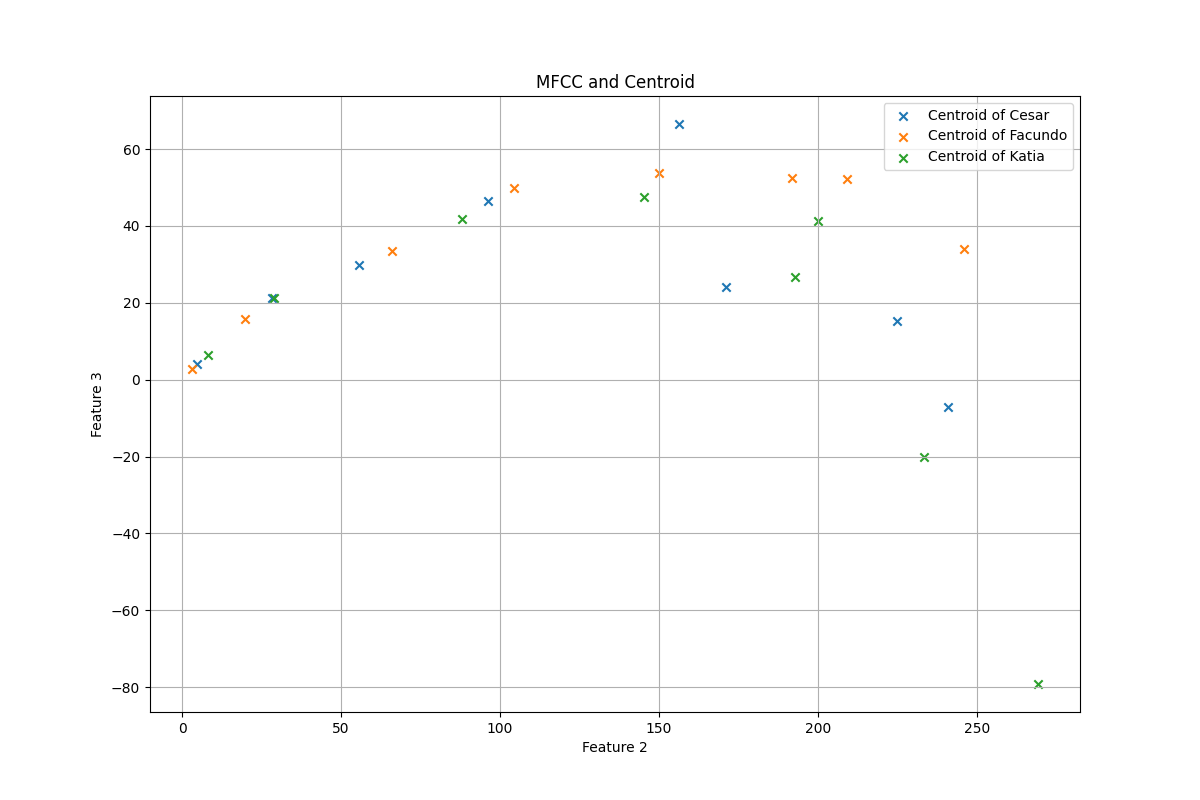 MFCC and Centroid
Centroid of Cesar
Centroid of Facundo
Centroid of Katia
Feature 3
60
40
20
0
−20
−40
−60
−80
0 50 100 150 200 250
Feature 2